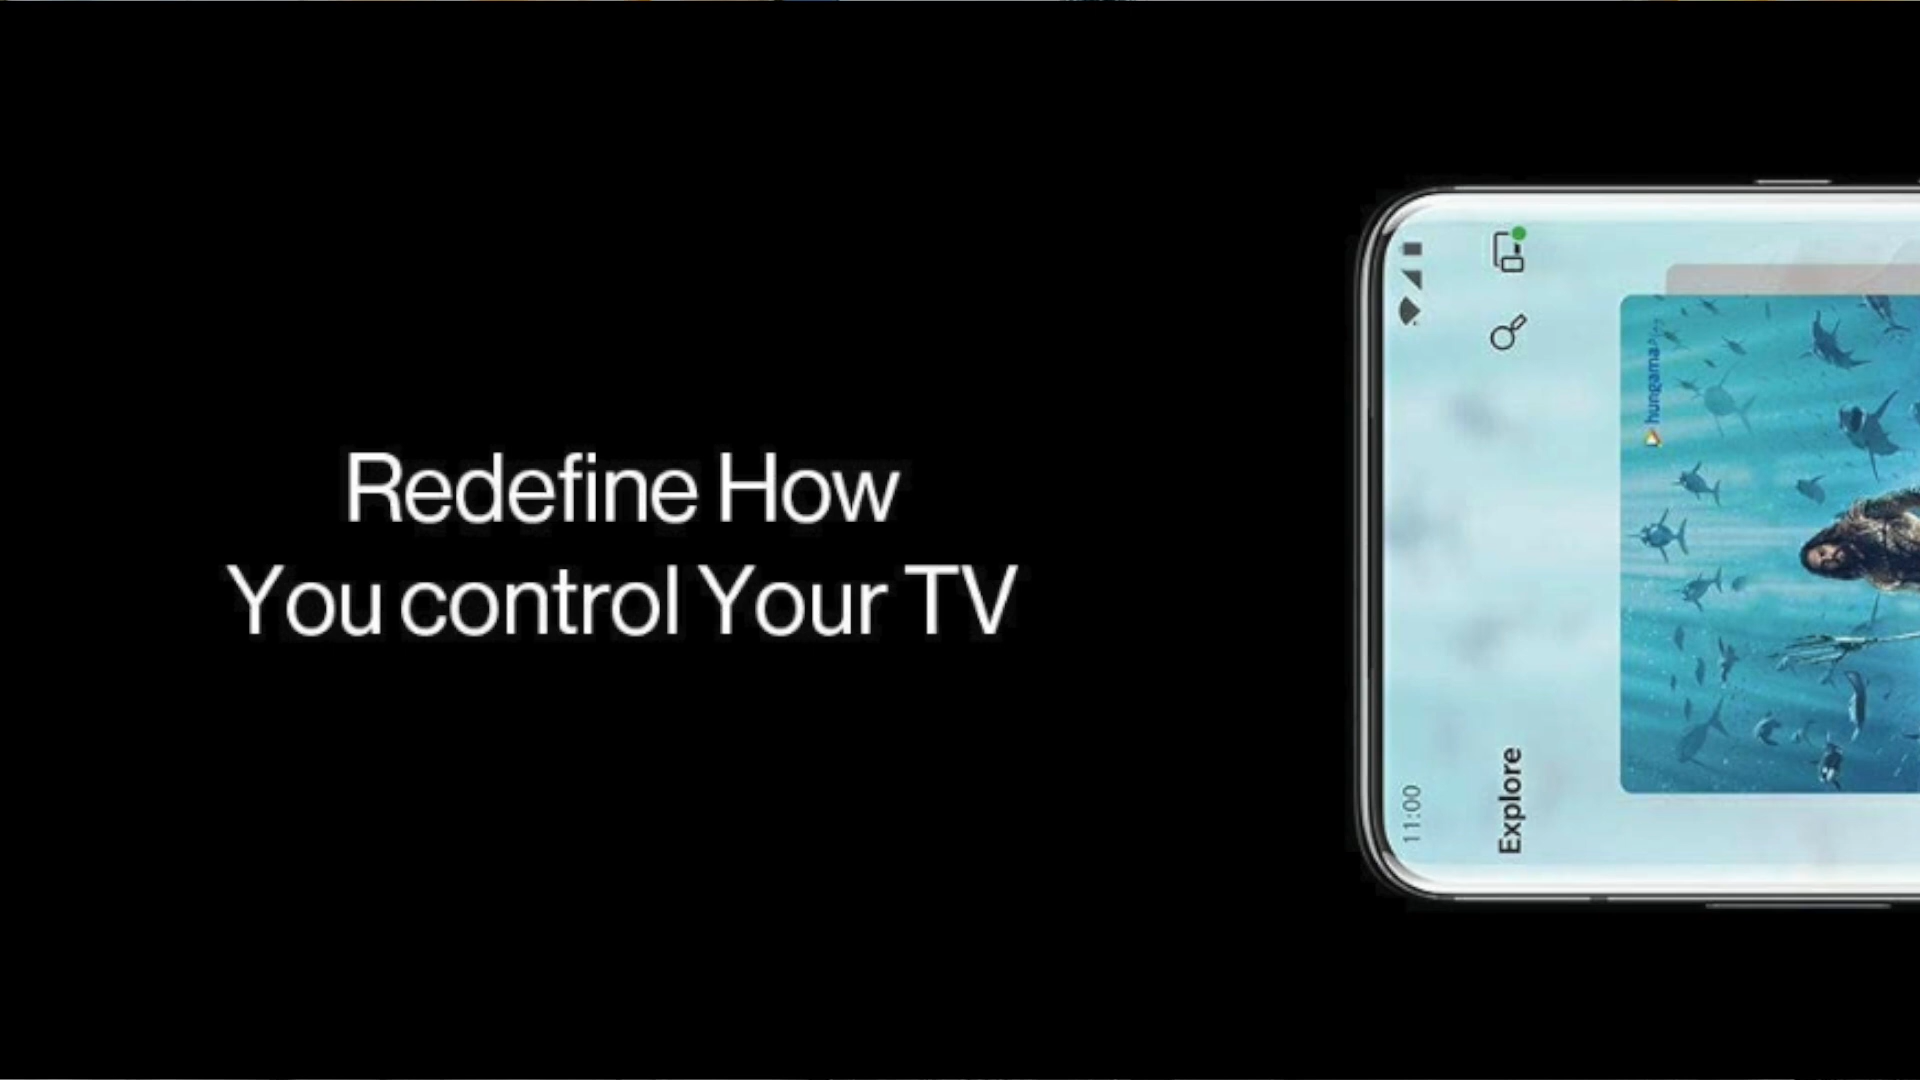 Redefine How
You control Your TV
11:00
Explore
hungama